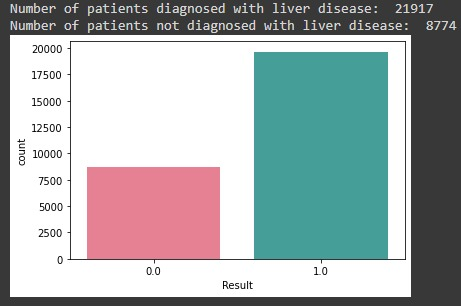 Number of patients diagnosed with liver disease:  21917
Number of patients not diagnosed with liver disease:  8774
20000
17500
15000
12500
10000
7500
5000
2500
0
count
0.0
1.0
Result